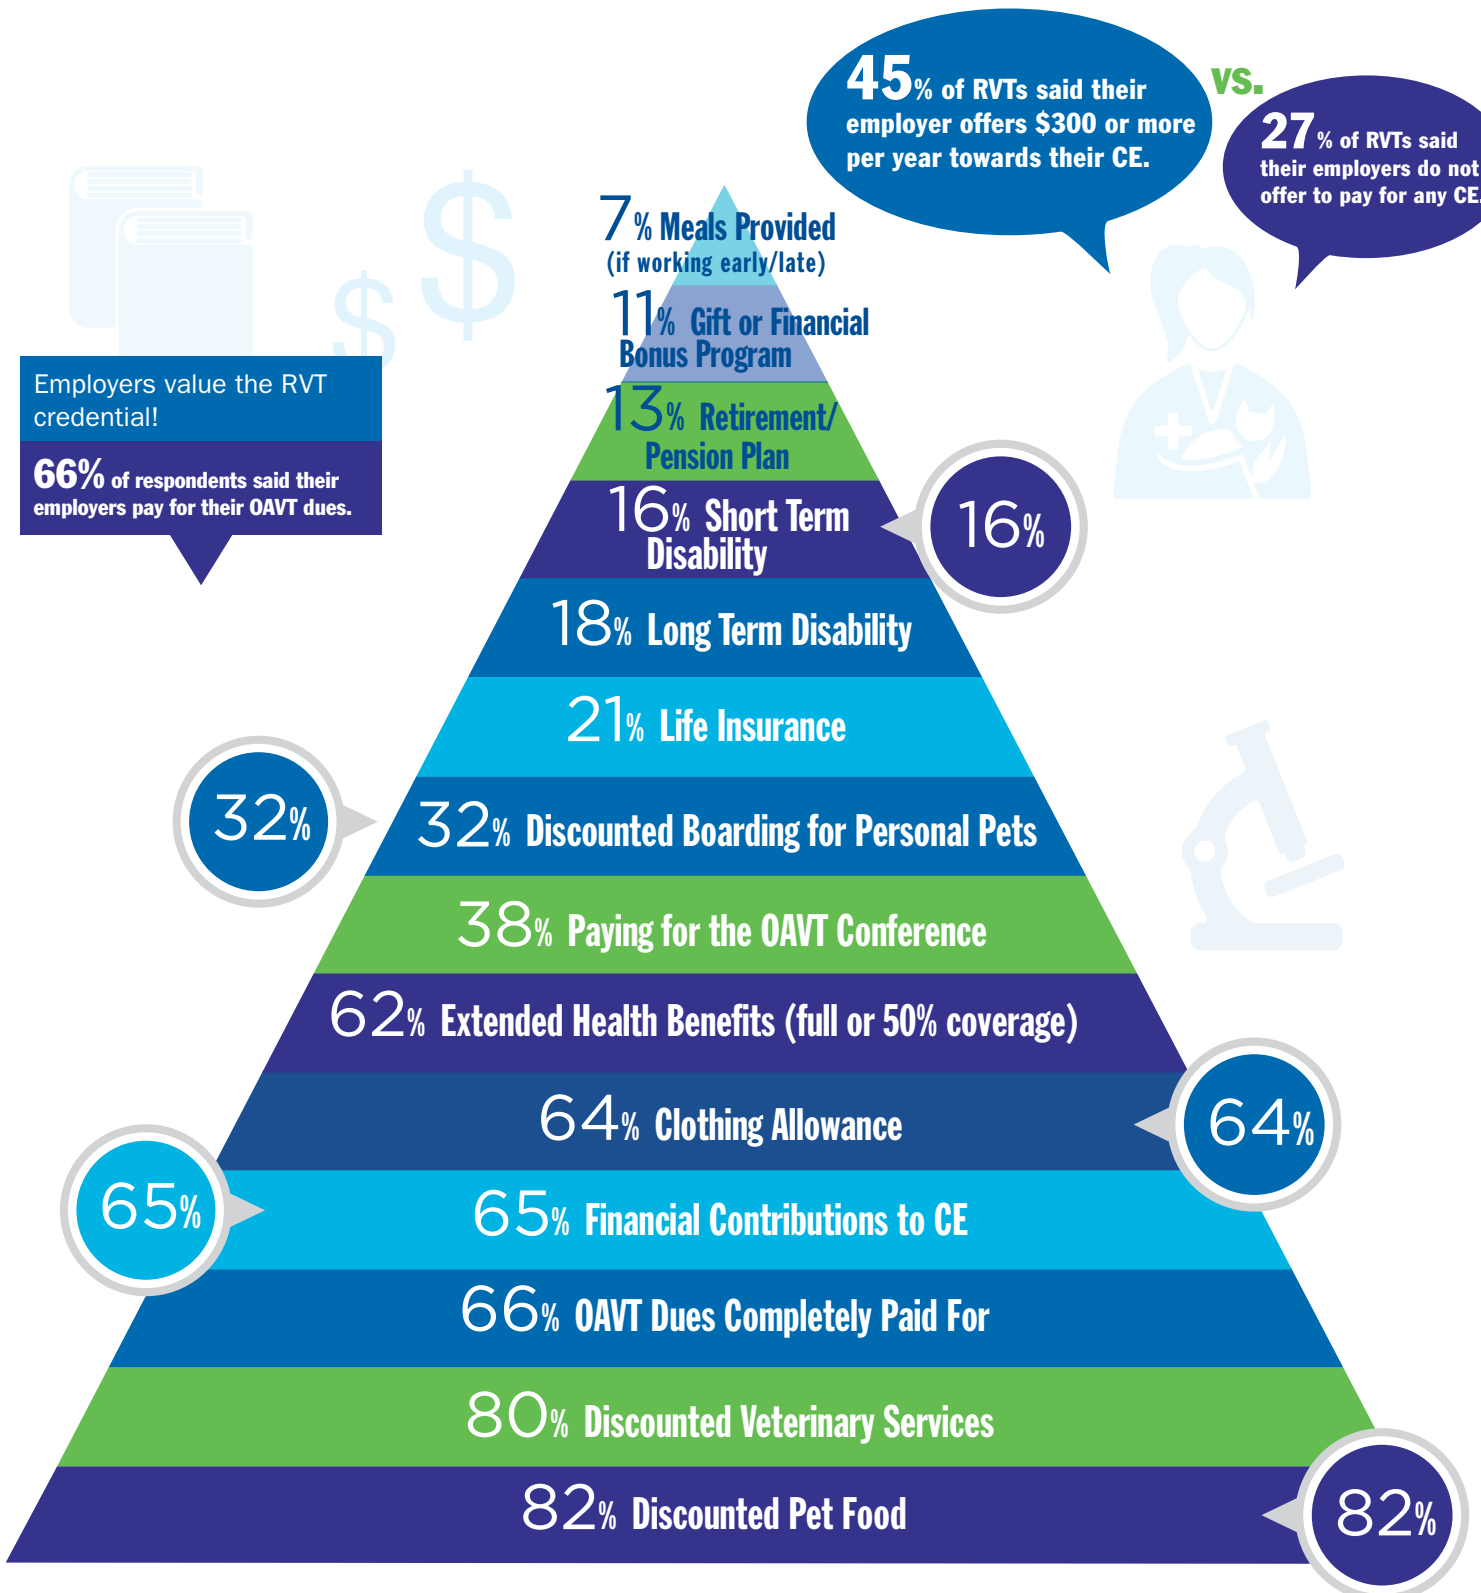 45% of RVTs said their
employer offers $300 or more
per year towards their CE.
vs.
27% of RVTs said
their employers do not
offer to pay for any CE.
$
$
Employers value the RVT
credential!
66% of respondents said their
employers pay for their OAVT dues.
7% Meals Provided
(if working early/late)
11% Gift or Financial
Bonus Program
13% Retirement/
Pension Plan
16% Short Term
Disability
16%
18% Long Term Disability
21% Life Insurance
32%
32% Discounted Boarding for Personal Pets
38% Paying for the OAVT Conference
62% Extended Health Benefits (full or 50% coverage)
64% Clothing Allowance
64%
65%
65% Financial Contributions to CE
66% OAVT Dues Completely Paid For
80% Discounted Veterinary Services
82% Discounted Pet Food
82%